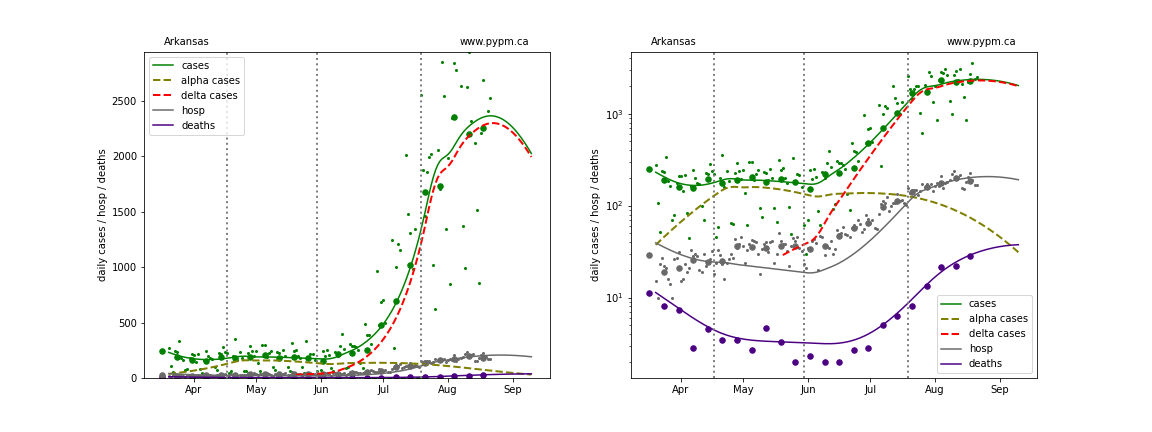 Arkansas www.pypm.ca
cases
alpha cases
delta cases
hosp
deaths
daily cases / hosp / deaths
2500
2000
1500
1000
500
0
Apr May Jun Jul Aug Sep
Arkansas www.pypm.ca
daily cases / hosp / deaths
10³
10²
10¹
cases
alpha cases
delta cases
hosp
deaths
Apr May Jun Jul Aug Sep